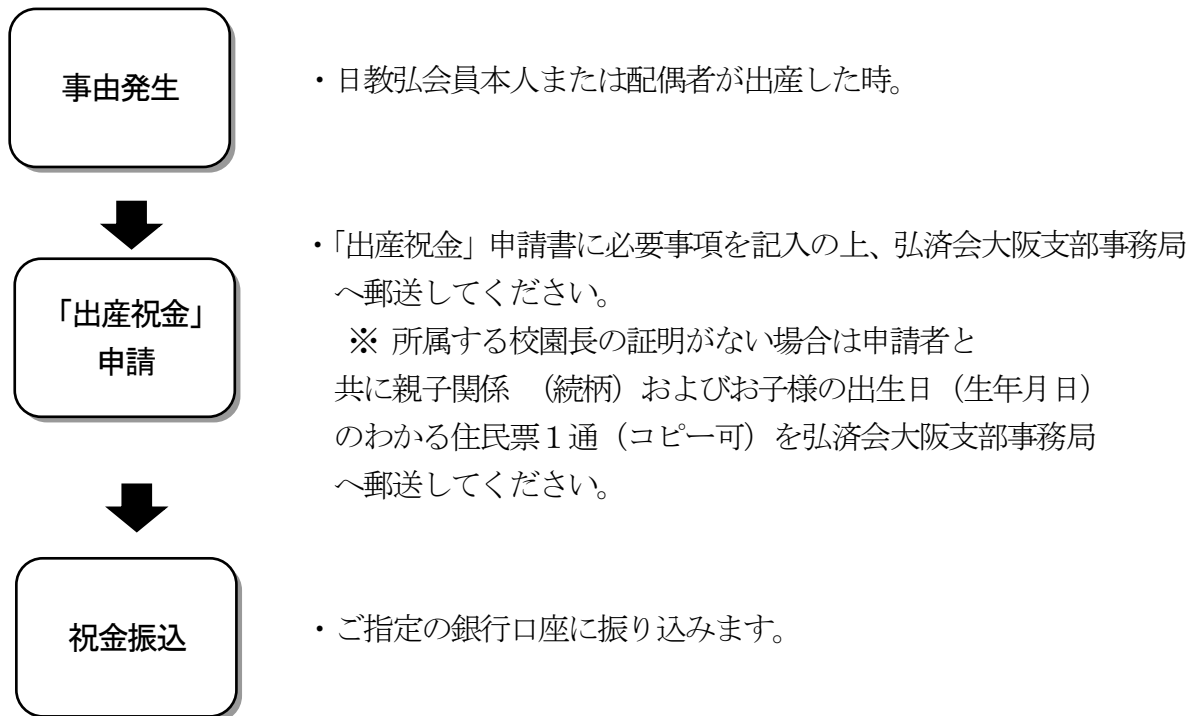 事由発生
・日教弘会員本人または配偶者が出産した時。
「出産祝金」
申請
・「出産祝金」申請書に必要事項を記入の上、弘済会大阪支部事務局
へ郵送してください。
※ 所属する校園長の証明がない場合は申請者と
共に親子関係　（続柄）およびお子様の出生日（生年月日）
のわかる住民票１通（コピー可）を弘済会大阪支部事務局
へ郵送してください。
祝金振込
・ご指定の銀行口座に振り込みます。